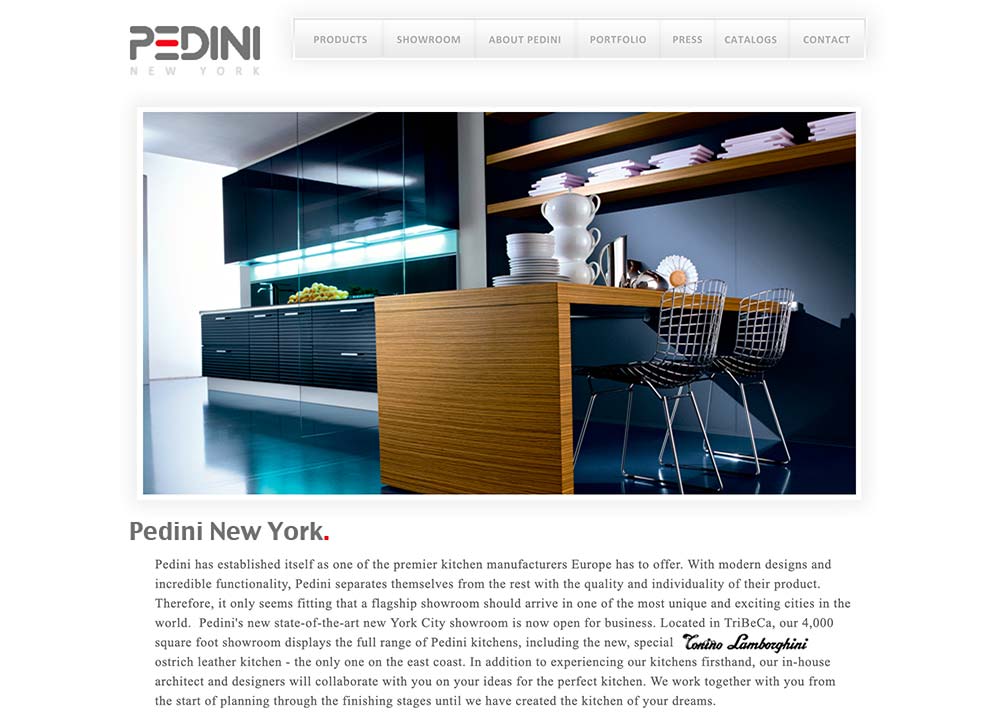 PEDINI
NEW YORK
PRODUCTS SHOWROOM ABOUT PEDINI PORTFOLIO PRESS CATALOGS CONTACT
Pedini New York.
Pedini has established itself as one of the premier kitchen manufacturers Europe has to offer. With modern designs and
incredible functionality, Pedini separates themselves from the rest with the quality and individuality of their product.
Therefore, it only seems fitting that a flagship showroom should arrive in one of the most unique and exciting cities in the
world.  Pedini's new state-of-the-art new York City showroom is now open for business. Located in TriBeCa, our 4,000
square foot showroom displays the full range of Pedini kitchens, including the new, special Tonino Lamborghini
ostrich leather kitchen - the only one on the east coast. In addition to experiencing our kitchens firsthand, our in-house
architect and designers will collaborate with you on your ideas for the perfect kitchen. We work together with you from
the start of planning through the finishing stages until we have created the kitchen of your dreams.